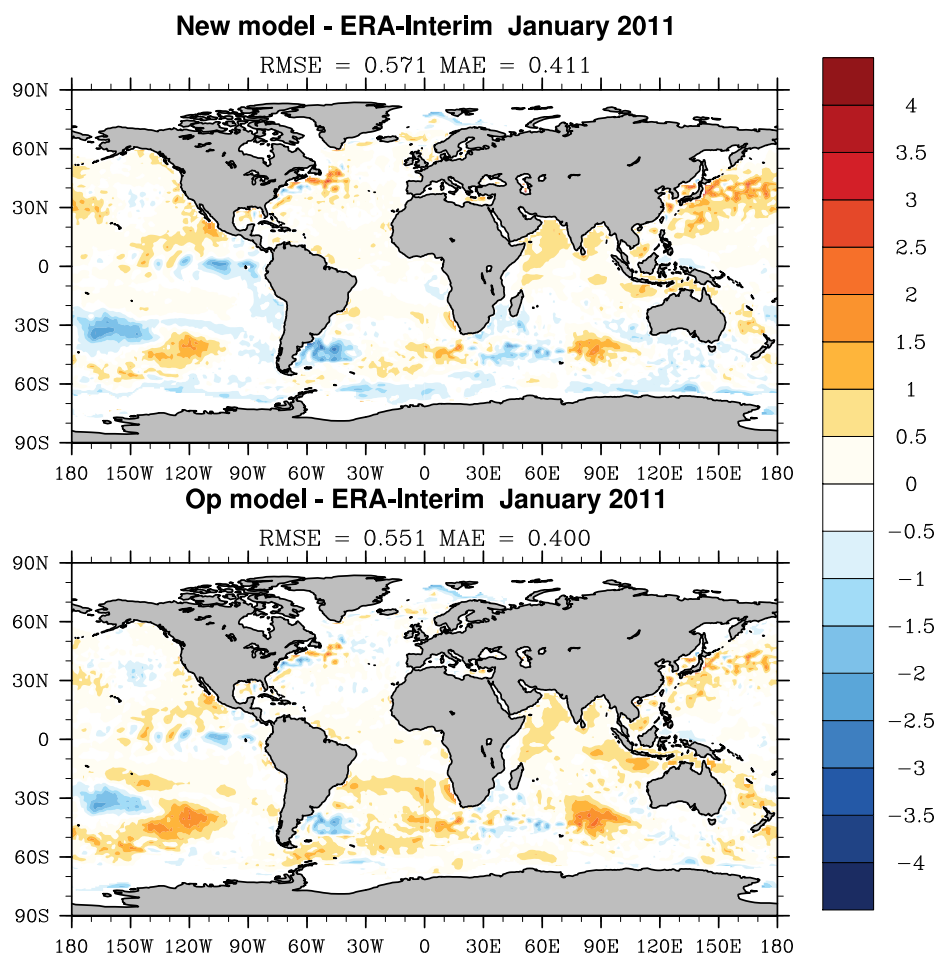 New model - ERA-Interim  January 2011
RMSE = 0.571 MAE = 0.411
90N
60N
30N
0
30S
60S
90S
180 150W 120W 90W 60W 30W 0 30E 60E 90E 120E 150E 180
Op model - ERA-Interim  January 2011
RMSE = 0.551 MAE = 0.400
90N
60N
30N
0
30S
60S
90S
180 150W 120W 90W 60W 30W 0 30E 60E 90E 120E 150E 180
4
3.5
3
2.5
2
1.5
1
0.5
0
−0.5
−1
−1.5
−2
−2.5
−3
−3.5
−4